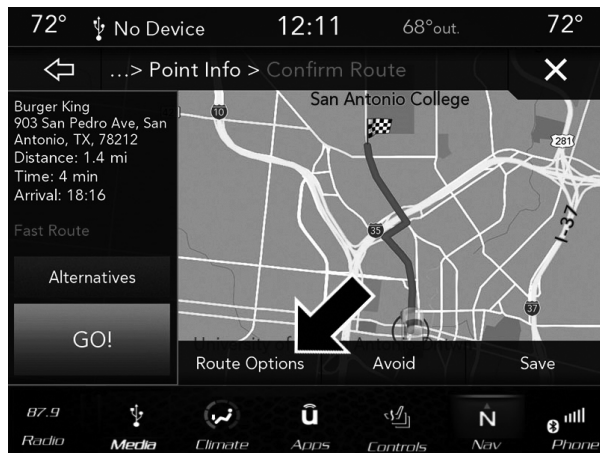 72° No Device 12:11 68°out. 72°
...> Point Info > Confirm Route X
Burger King
903 San Pedro Ave, San
Antonio, TX, 78212
Distance: 1.4 mi
Time: 4 min
Arrival: 18:16
Fast Route
Alternatives
GO!
San Antonio College
10
281
35
I-37
37
Route Options Avoid Save
87.9
Radio Media Climate Apps Controls Nav Phone
û N